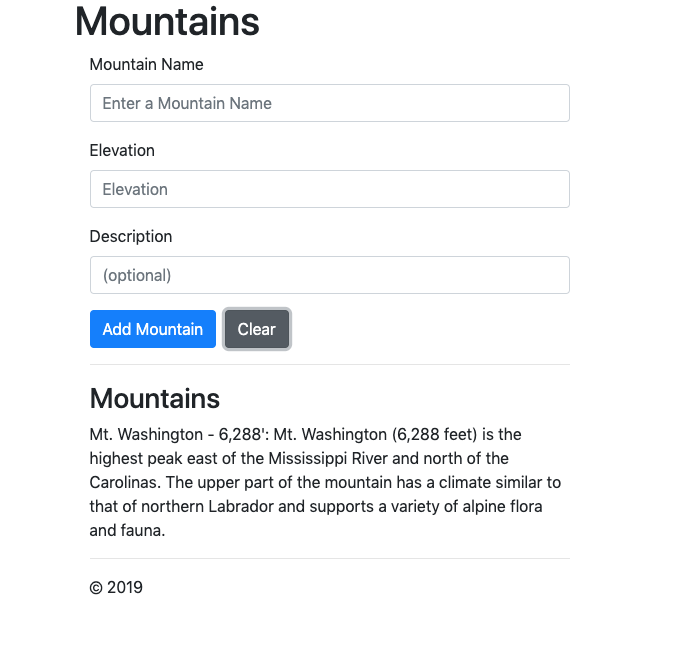 Mountains
Mountain Name
Enter a Mountain Name
Elevation
Elevation
Description
(optional)
Add Mountain Clear
Mountains
Mt. Washington - 6,288': Mt. Washington (6,288 feet) is the
highest peak east of the Mississippi River and north of the
Carolinas. The upper part of the mountain has a climate similar to
that of northern Labrador and supports a variety of alpine flora
and fauna.
© 2019